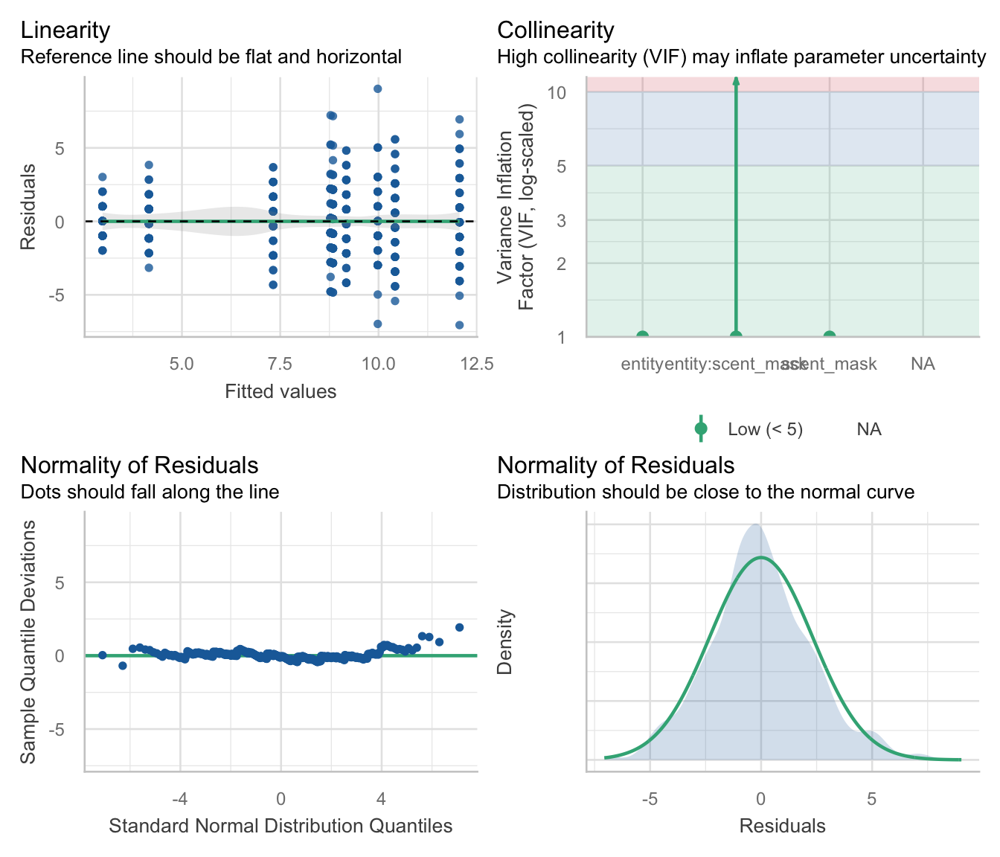 Linearity
Reference line should be flat and horizontal
5
0
-5
Residuals
5.0 7.5 10.0 12.5
Fitted values
Collinearity
High collinearity (VIF) may inflate parameter uncertainty
10
5
3
2
1
Variance Inflation
Factor (VIF, log-scaled)
entity entity:scent_mask scent_mask NA
Low (< 5) NA
Normality of Residuals
Dots should fall along the line
5
0
-5
Sample Quantile Deviations
-4 0 4
Standard Normal Distribution Quantiles
Normality of Residuals
Distribution should be close to the normal curve
Density
-5 0 5
Residuals